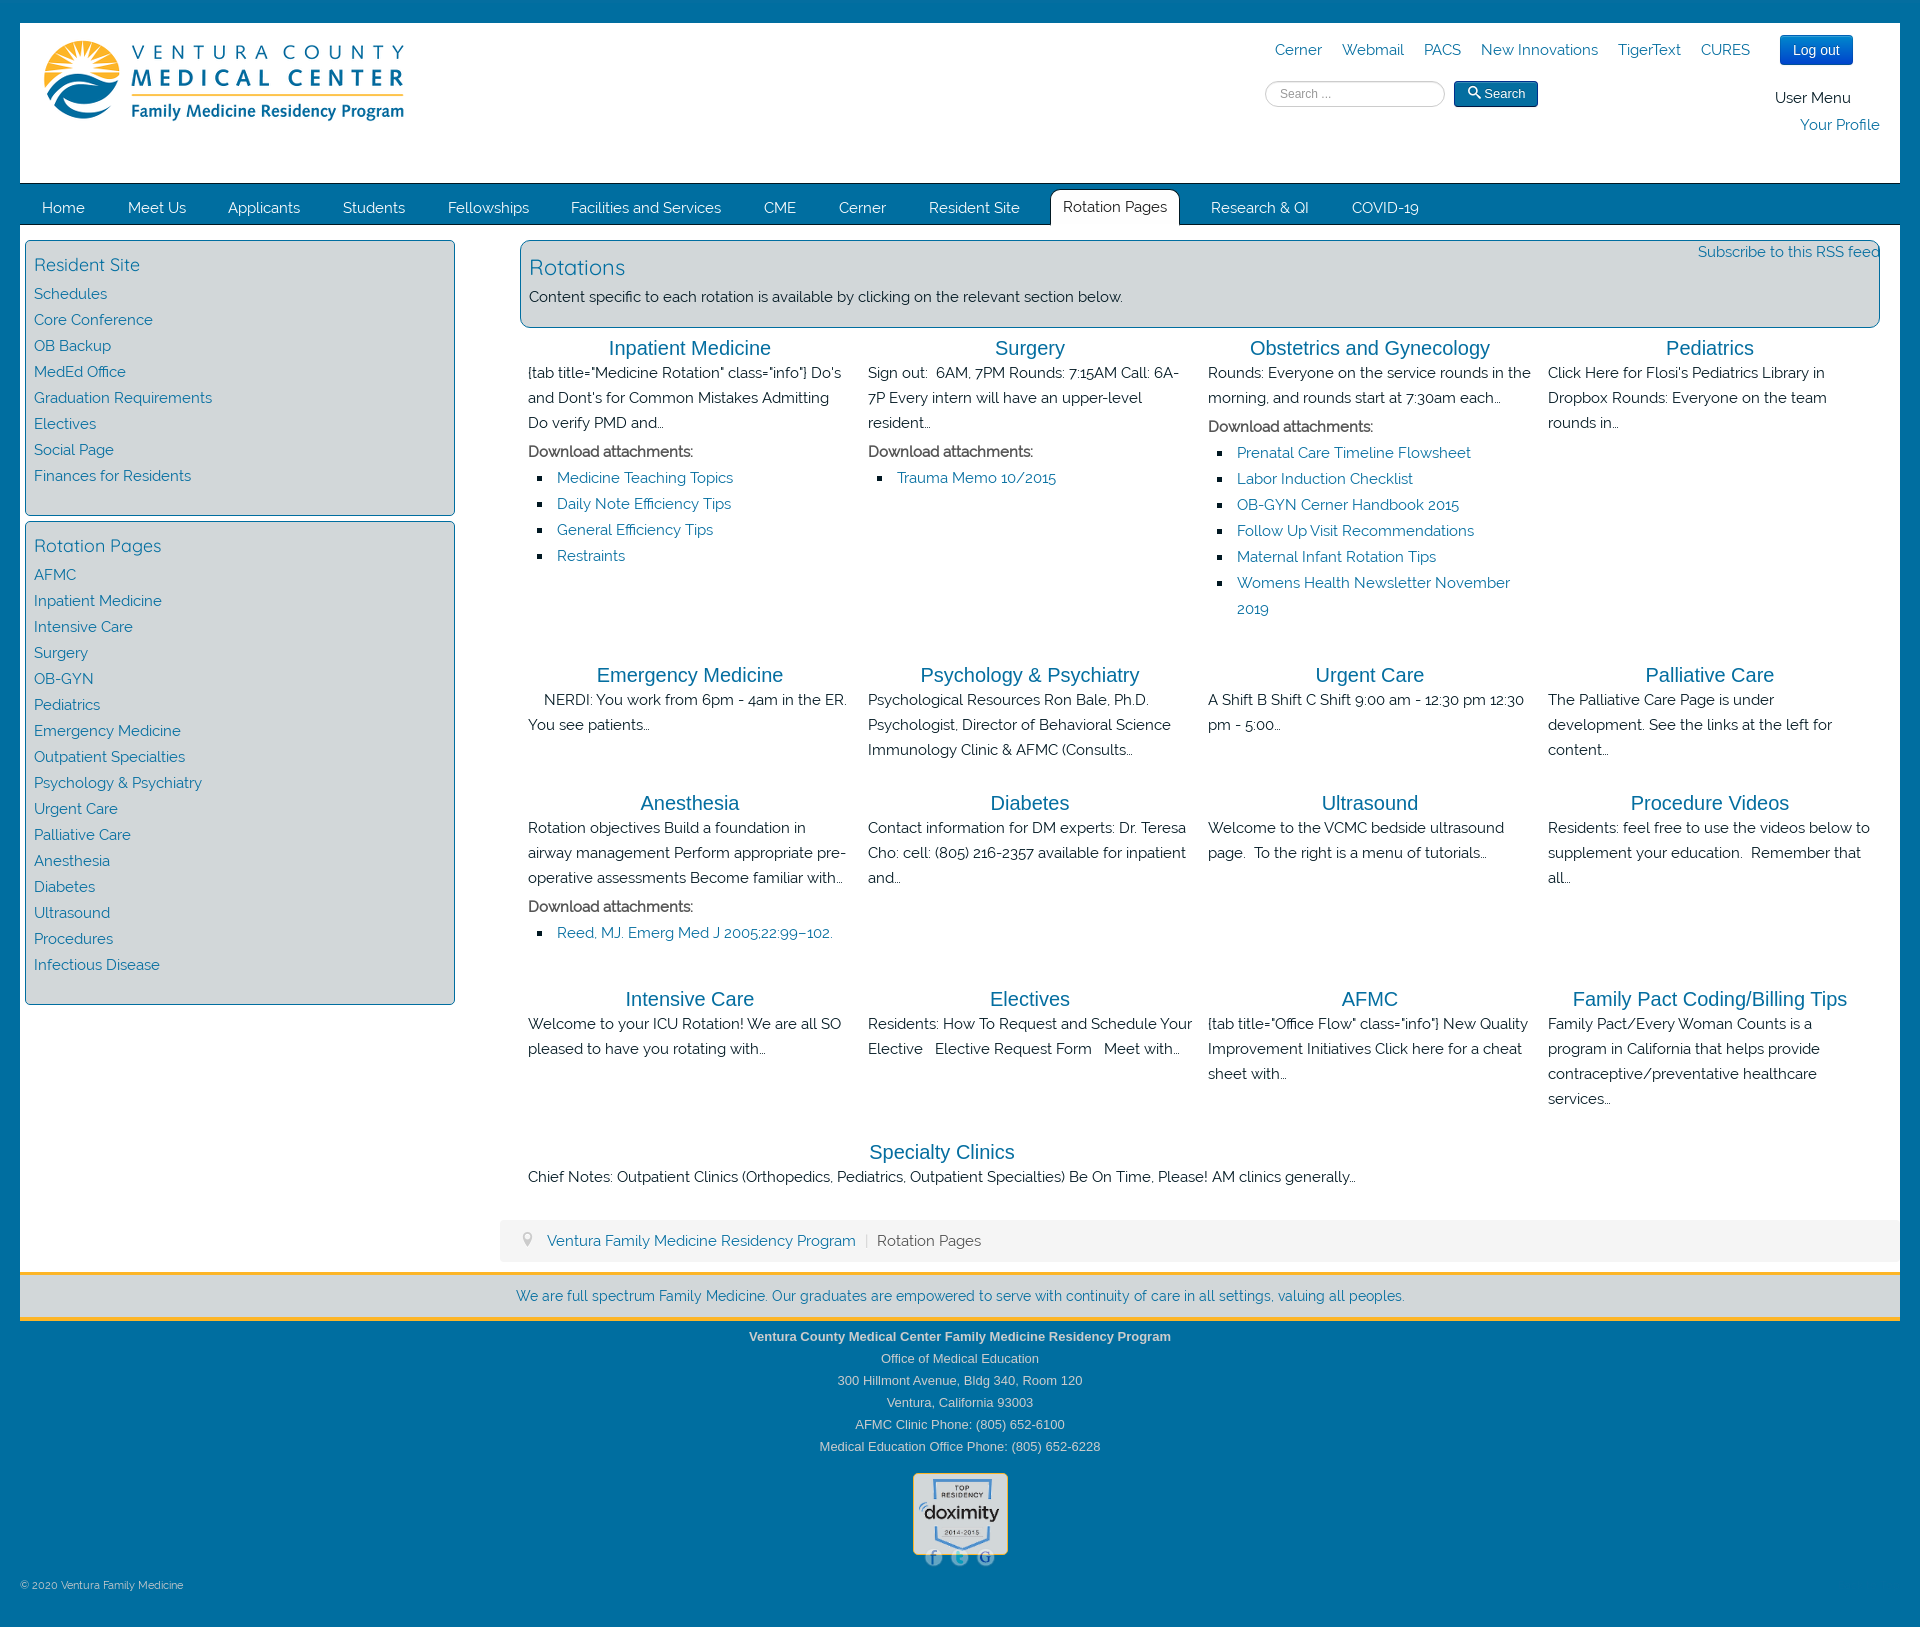 VENTURA COUNTY
MEDICAL CENTER
Family Medicine Residency Program
Cerner Webmail PACS New Innovations TigerText CURES Log out
Search ... Search
User Menu
Your Profile
Home Meet Us Applicants Students Fellowships Facilities and Services CME Cerner Resident Site Rotation Pages Research & QI COVID-19
Resident Site
Schedules
Core Conference
OB Backup
MedEd Office
Graduation Requirements
Electives
Social Page
Finances for Residents
Rotation Pages
AFMC
Inpatient Medicine
Intensive Care
Surgery
OB-GYN
Pediatrics
Emergency Medicine
Outpatient Specialties
Psychology & Psychiatry
Urgent Care
Palliative Care
Anesthesia
Diabetes
Ultrasound
Procedures
Infectious Disease
Subscribe to this RSS feed
Rotations
Content specific to each rotation is available by clicking on the relevant section below.
Inpatient Medicine
{tab title="Medicine Rotation" class="info"} Do's
and Dont's for Common Mistakes Admitting
Do verify PMD and…
Download attachments:
Medicine Teaching Topics
Daily Note Efficiency Tips
General Efficiency Tips
Restraints
Surgery
Sign out: 6AM, 7PM Rounds: 7:15AM Call: 6A-
7P Every intern will have an upper-level
resident…
Download attachments:
Trauma Memo 10/2015
Obstetrics and Gynecology
Rounds: Everyone on the service rounds in the
morning, and rounds start at 7:30am each…
Download attachments:
Prenatal Care Timeline Flowsheet
Labor Induction Checklist
OB-GYN Cerner Handbook 2015
Follow Up Visit Recommendations
Maternal Infant Rotation Tips
Womens Health Newsletter November
2019
Pediatrics
Click Here for Flosi's Pediatrics Library in
Dropbox Rounds: Everyone on the team
rounds in…
Emergency Medicine
NERDI: You work from 6pm - 4am in the ER.
You see patients…
Psychology & Psychiatry
Psychological Resources Ron Bale, Ph.D.
Psychologist, Director of Behavioral Science
Immunology Clinic & AFMC (Consults…
Urgent Care
A Shift B Shift C Shift 9:00 am - 12:30 pm 12:30
pm - 5:00…
Palliative Care
The Palliative Care Page is under
development. See the links at the left for
content…
Anesthesia
Rotation objectives Build a foundation in
airway management Perform appropriate pre-
operative assessments Become familiar with…
Download attachments:
Reed, MJ. Emerg Med J 2005;22:99–102.
Diabetes
Contact information for DM experts: Dr. Teresa
Cho: cell: (805) 216-2357 available for inpatient
and…
Ultrasound
Welcome to the VCMC bedside ultrasound
page. To the right is a menu of tutorials…
Procedure Videos
Residents: feel free to use the videos below to
supplement your education. Remember that
all…
Intensive Care
Welcome to your ICU Rotation! We are all SO
pleased to have you rotating with…
Electives
Residents: How To Request and Schedule Your
Elective Elective Request Form Meet with…
AFMC
{tab title="Office Flow" class="info"} New Quality
Improvement Initiatives Click here for a cheat
sheet with…
Family Pact Coding/Billing Tips
Family Pact/Every Woman Counts is a
program in California that helps provide
contraceptive/preventative healthcare
services…
Specialty Clinics
Chief Notes: Outpatient Clinics (Orthopedics, Pediatrics, Outpatient Specialties) Be On Time, Please! AM clinics generally…
Ventura Family Medicine Residency Program | Rotation Pages
We are full spectrum Family Medicine. Our graduates are empowered to serve with continuity of care in all settings, valuing all peoples.
Ventura County Medical Center Family Medicine Residency Program
Office of Medical Education
300 Hillmont Avenue, Bldg 340, Room 120
Ventura, California 93003
AFMC Clinic Phone: (805) 652-6100
Medical Education Office Phone: (805) 652-6228
TOP
RESIDENCY
doximity
2014-2015
f t G
© 2020 Ventura Family Medicine